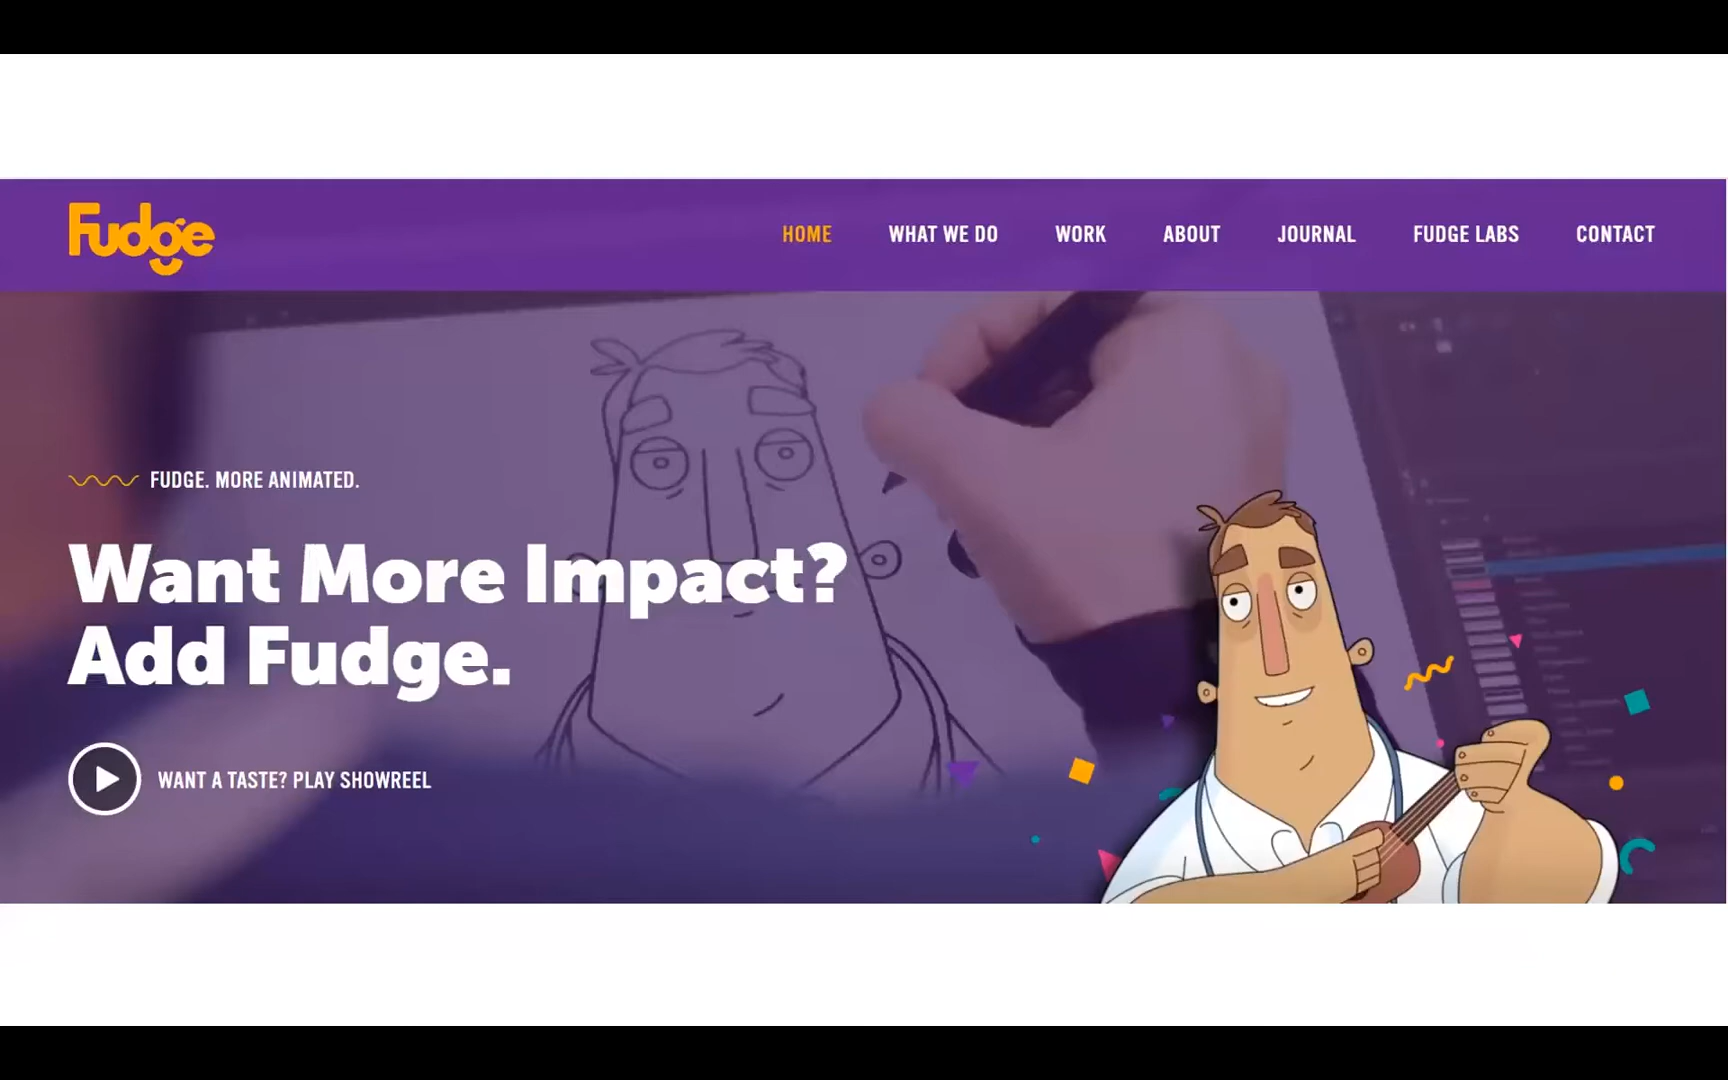 Fudge
HOME WHAT WE DO WORK ABOUT JOURNAL FUDGE LABS CONTACT
FUDGE. MORE ANIMATED.
Want More Impact?
Add Fudge.
WANT A TASTE? PLAY SHOWREEL